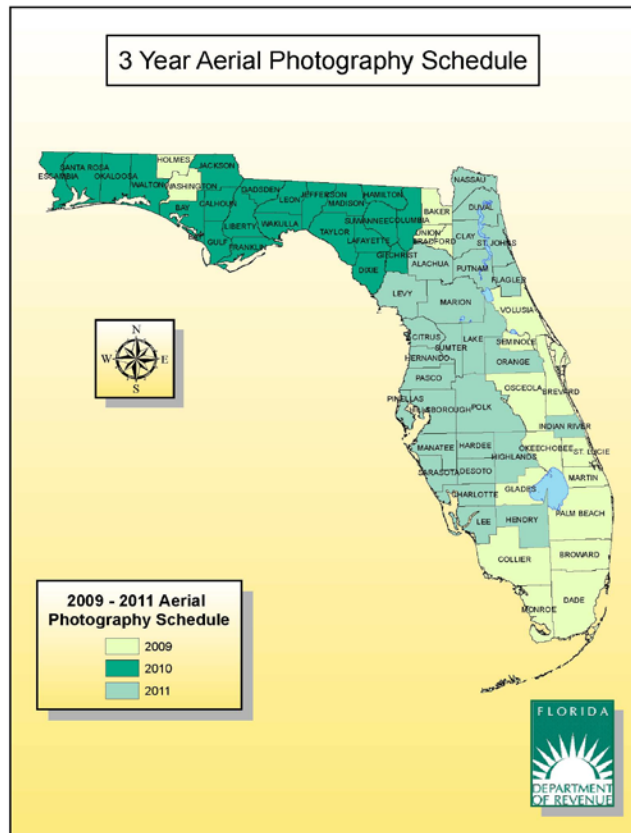 3 Year Aerial Photography Schedule
HOLMES
JACKSON
SANTA ROSA
ESCAMBIA
OKALOOSA
WALTON
WASHINGTON
BAY
CALHOUN
GADSDEN
LEON
JEFFERSON
MADISON
HAMILTON
NASSAU
BAKER
DUVAL
LIBERTY
WAKULLA
SUWANNEE
COLUMBIA
UNION
BRADFORD
CLAY
ST. JOHNS
BAY
GULF
FRANKLIN
TAYLOR
LAFAYETTE
GILCHRIST
ALACHUA
PUTNAM
DIXIE
FLAGLER
LEVY
MARION
VOLUSIA
CITRUS
LAKE
SUMTER
SEMINOLE
HERNANDO
ORANGE
PASCO
OSCEOLA
BREVARD
PINELLAS
HILLSBOROUGH
POLK
INDIAN RIVER
MANATEE
HARDEE
OKEECHOBEE
ST. LUCIE
HIGHLANDS
SARASOTA
DESOTO
MARTIN
CHARLOTTE
GLADES
PALM BEACH
LEE
HENDRY
COLLIER
BROWARD
MONROE
DADE
N
W
E
S
2009 - 2011 Aerial
Photography Schedule
2009
2010
2011
FLORIDA
DEPARTMENT
OF REVENUE